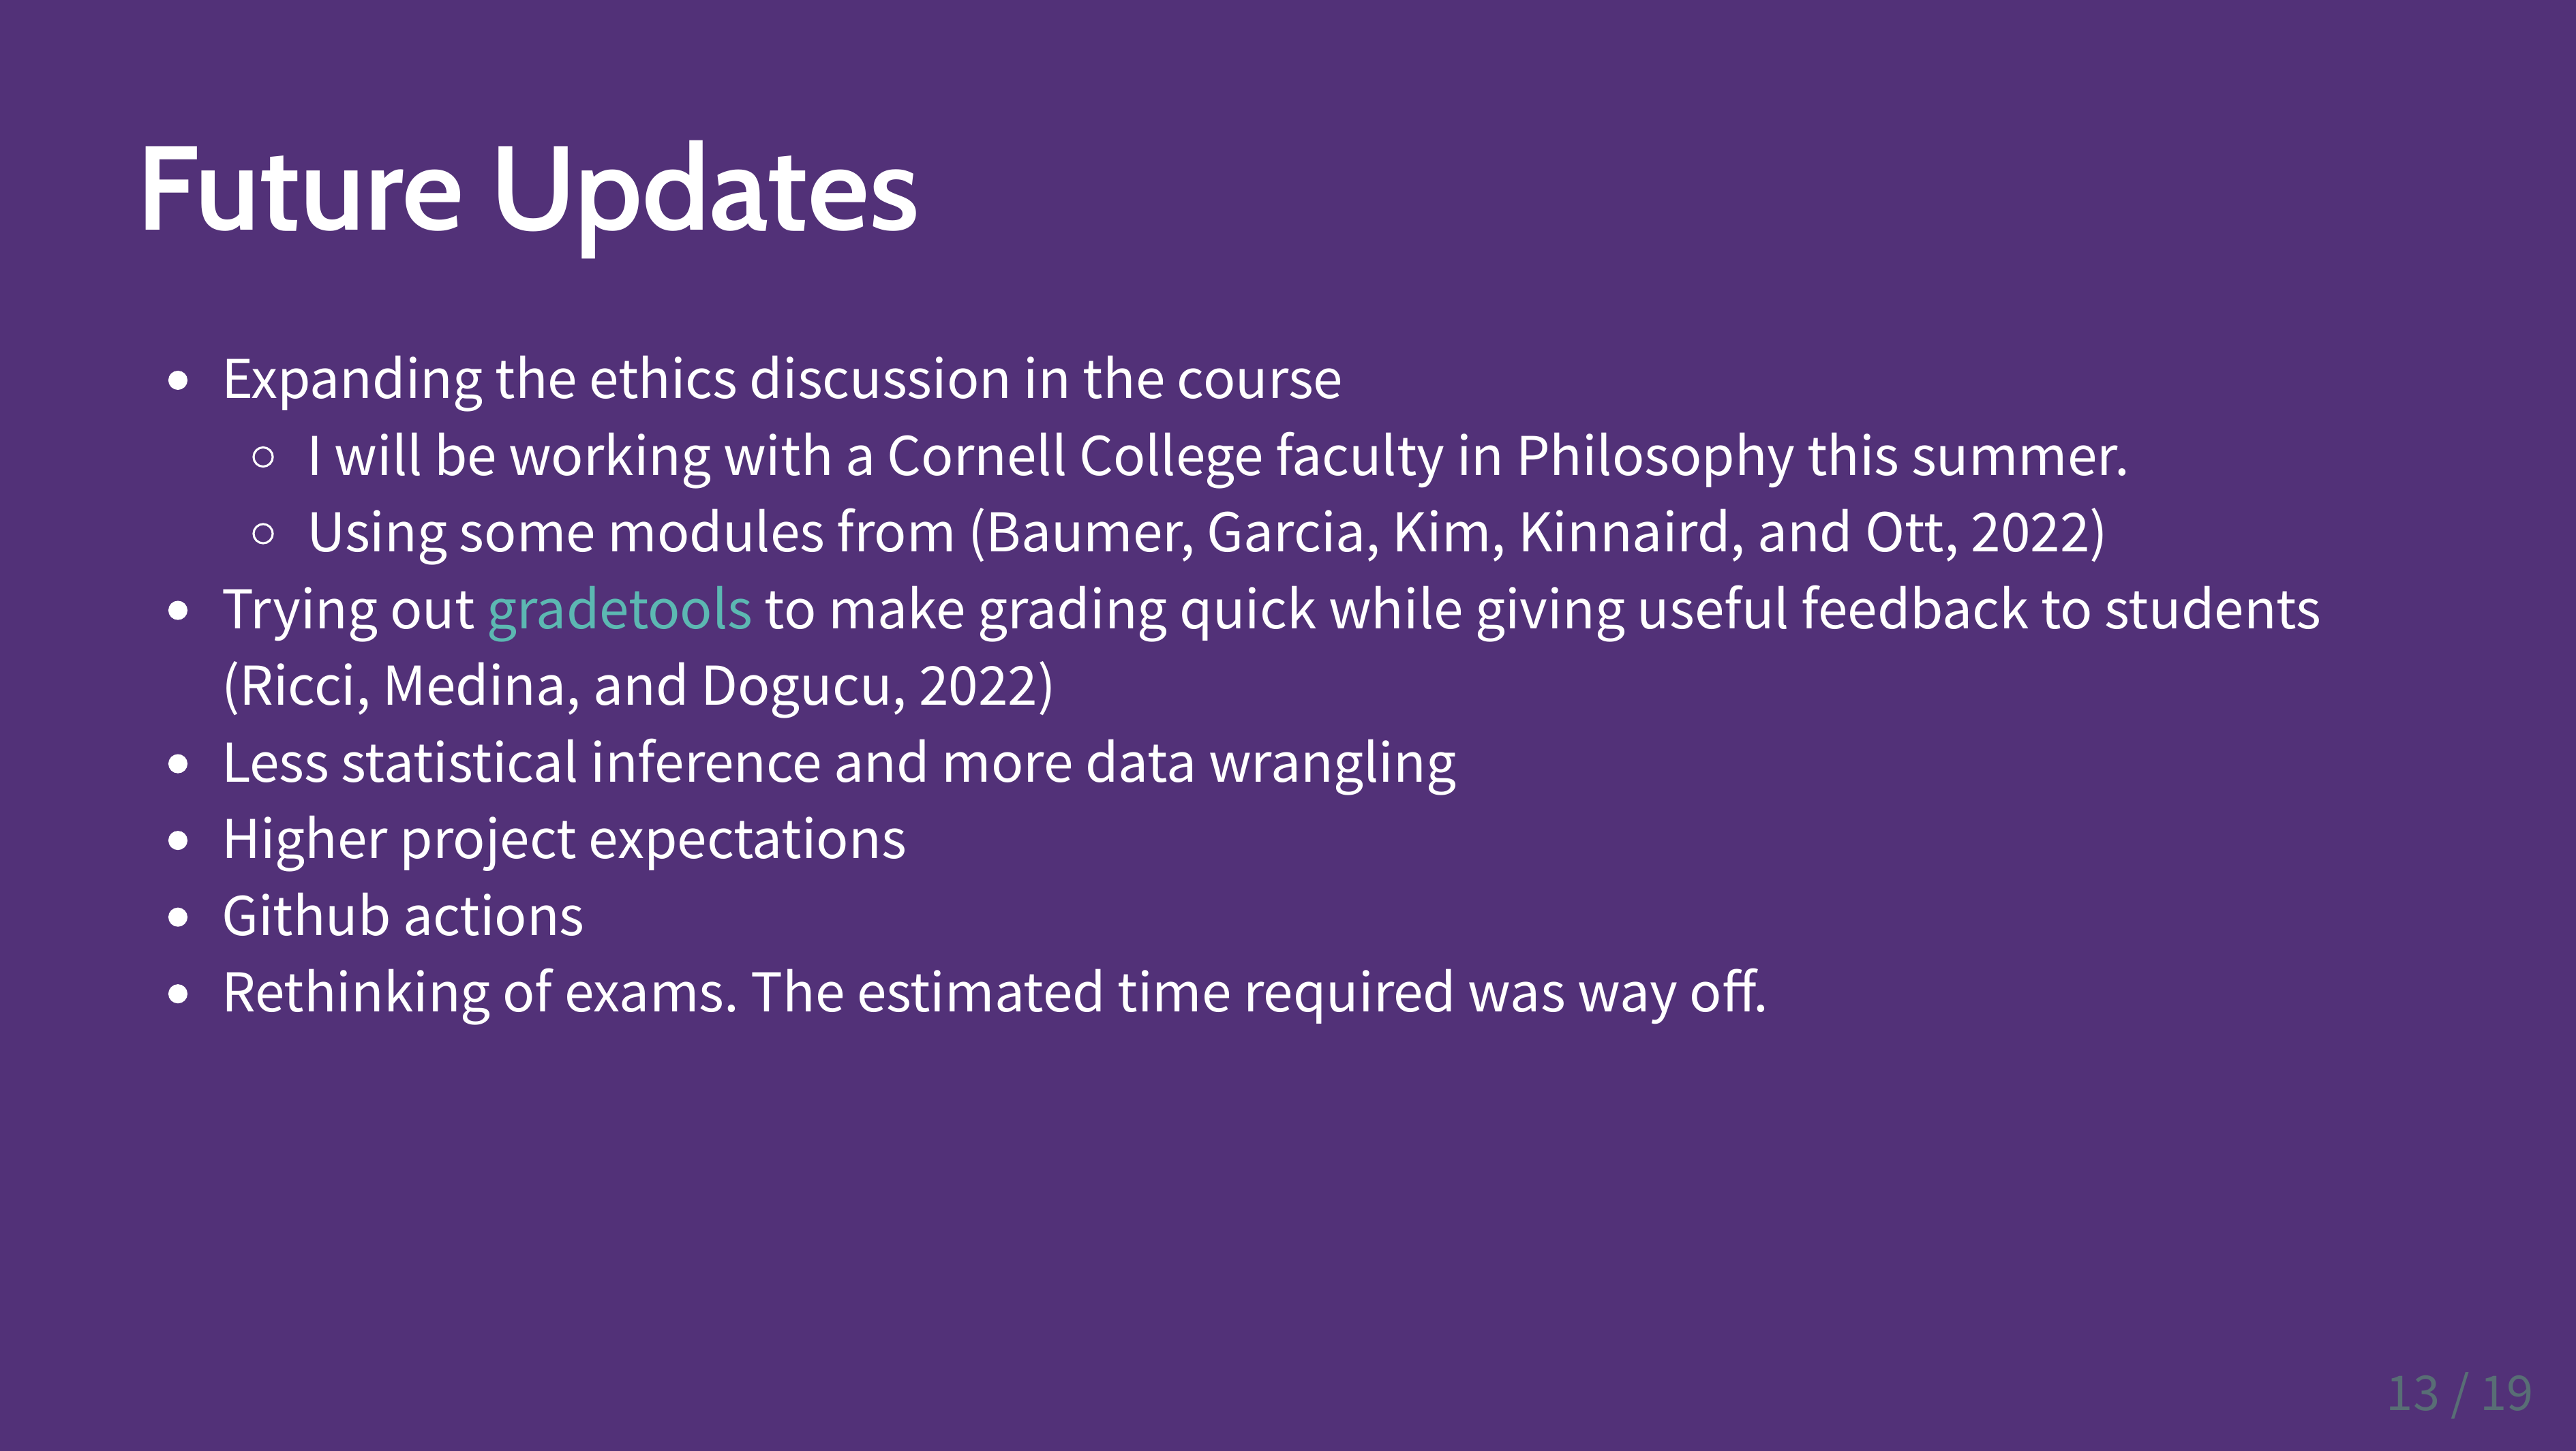 Future Updates
Expanding the ethics discussion in the course
I will be working with a Cornell College faculty in Philosophy this summer.
Using some modules from (Baumer, Garcia, Kim, Kinnaird, and Ott, 2022)
Trying out gradetools to make grading quick while giving useful feedback to students
(Ricci, Medina, and Dogucu, 2022)
Less statistical inference and more data wrangling
Higher project expectations
Github actions
Rethinking of exams. The estimated time required was way off.
13 / 19